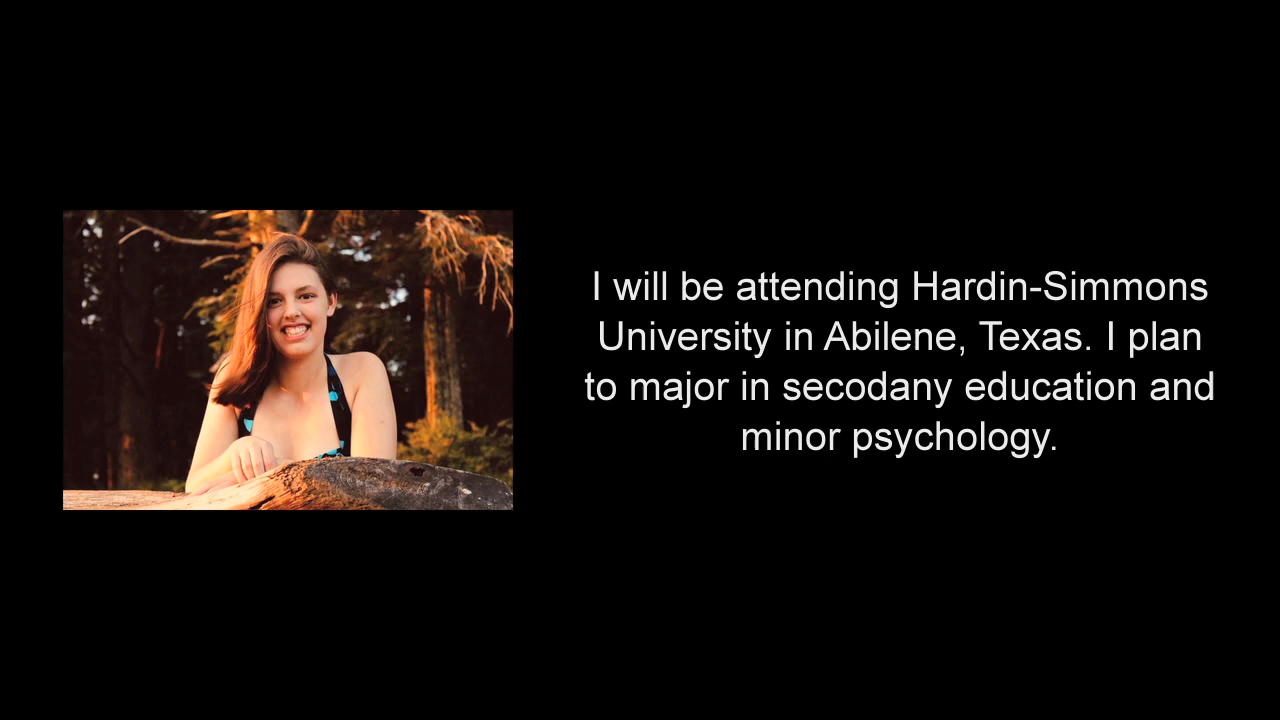 I will be attending Hardin-Simmons
University in Abilene, Texas. I plan
to major in secodany education and
minor psychology.